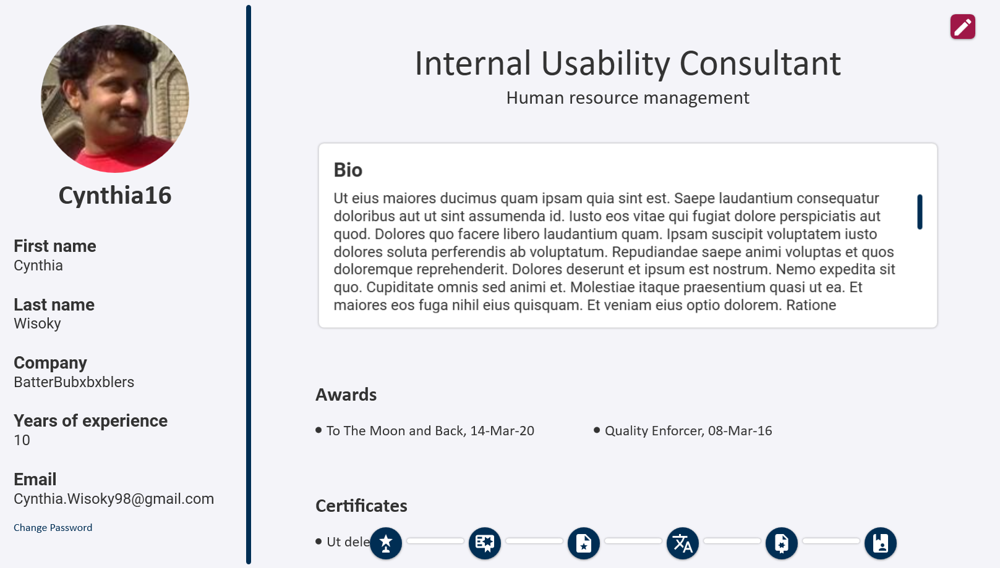 Cynthia16
First name
Cynthia
Last name
Wisoky
Company
BatterBubxbxblers
Years of experience
10
Email
Cynthia.Wisoky98@gmail.com
Change Password
Internal Usability Consultant
Human resource management
Bio
Ut eius maiores ducimus quam ipsam quia sint est. Saepe laudantium consequatur
doloribus aut ut sint assumenda id. Iusto eos vitae qui fugiat dolore perspiciatis aut
quod. Dolores quo facere libero laudantium quam. Ipsam suscipit voluptatem iusto
dolores soluta perferendis ab voluptatum. Repudiandae saepe animi voluptas et quos
doloremque reprehenderit. Dolores deserunt et ipsum est nostrum. Nemo expedita sit
quo. Cupiditate omnis sed animi et. Molestiae itaque praesentium quasi ut ea. Et
maiores eos fuga nihil eius quisquam. Et veniam eius optio dolorem. Ratione
Awards
• To The Moon and Back, 14-Mar-20
• Quality Enforcer, 08-Mar-16
Certificates
• Ut dele